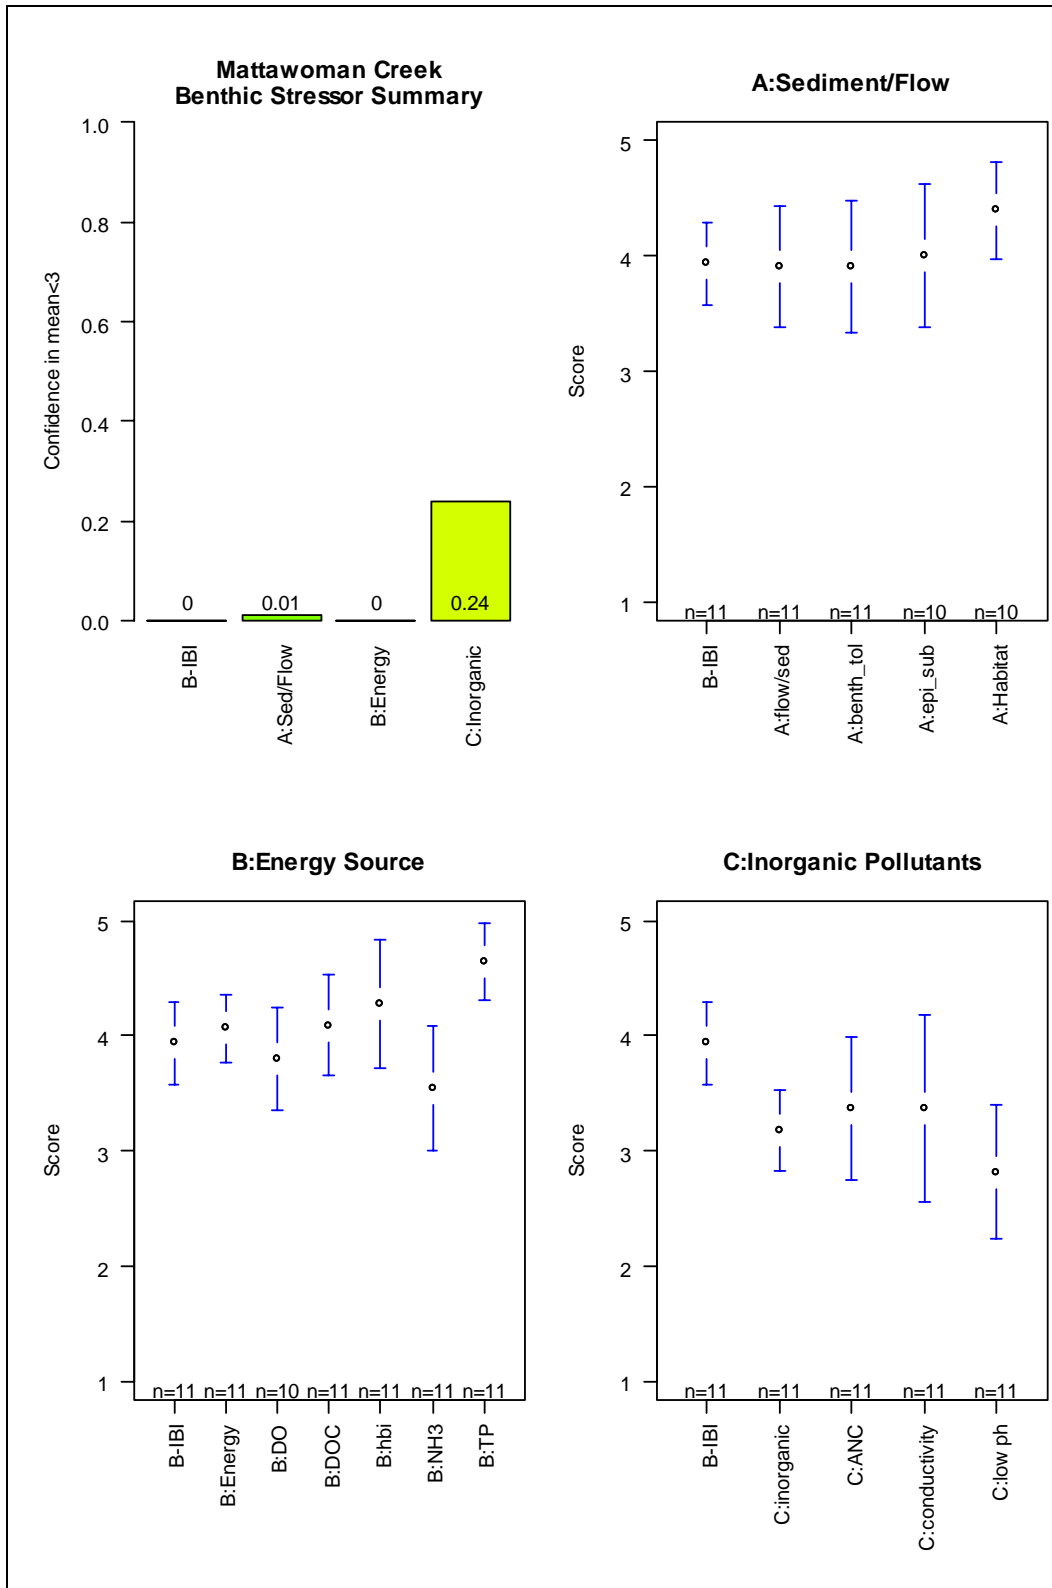 Mattawoman Creek
Benthic Stressor Summary
1.0
0.8
0.6
0.4
0.2
0.0
Confidence in mean<3
0
0.01
0
0.24
B-IBI
A:Sed/Flow
B:Energy
C:Inorganic
A:Sediment/Flow
5
4
3
2
1
Score
n=11
n=11
n=11
n=10
n=10
B-IBI
A:flow/sed
A:benth_tol
A:epi_sub
A:Habitat
B:Energy Source
5
4
3
2
1
Score
n=11
n=11
n=10
n=11
n=11
n=11
n=11
B-IBI
B:Energy
B:DO
B:DOC
B:hbi
B:NH3
B:TP
C:Inorganic Pollutants
5
4
3
2
1
Score
n=11
n=11
n=11
n=11
n=11
B-IBI
C:inorganic
C:ANC
C:conductivity
C:low ph